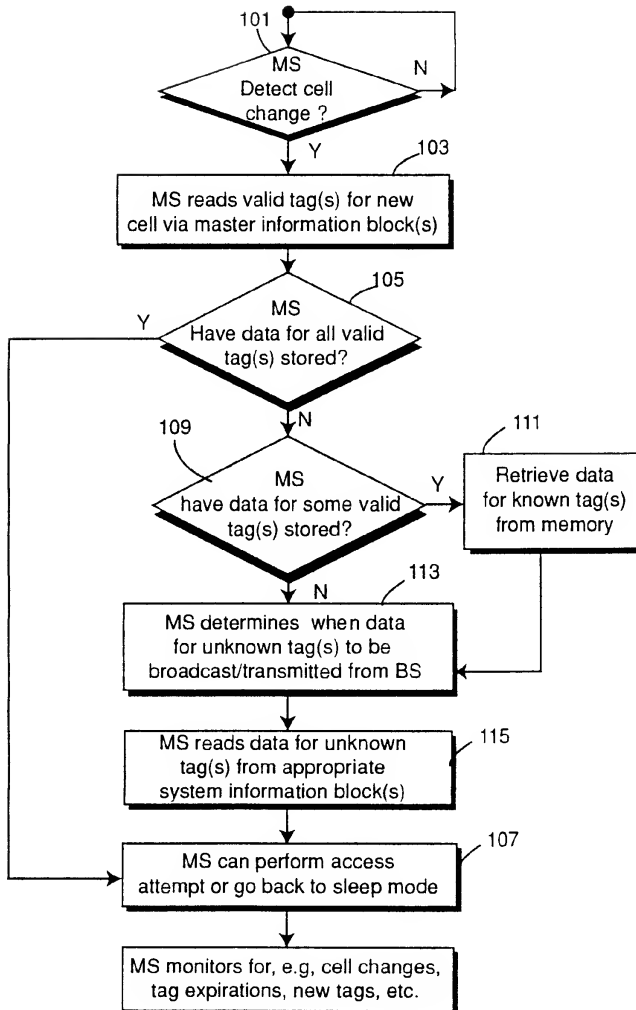 101
MS
Detect cell
change ?
N
Y
103
MS reads valid tag(s) for new
cell via master information block(s)
105
Y
MS
Have data for all valid
tag(s) stored?
N
109
111
MS
have data for some valid
tag(s) stored?
Y
Retrieve data
for known tag(s)
from memory
N
113
MS determines when data
for unknown tag(s) to be
broadcast/transmitted from BS
MS reads data for unknown
tag(s) from appropriate
system information block(s)
115
107
MS can perform access
attempt or go back to sleep mode
MS monitors for, e.g, cell changes,
tag expirations, new tags, etc.